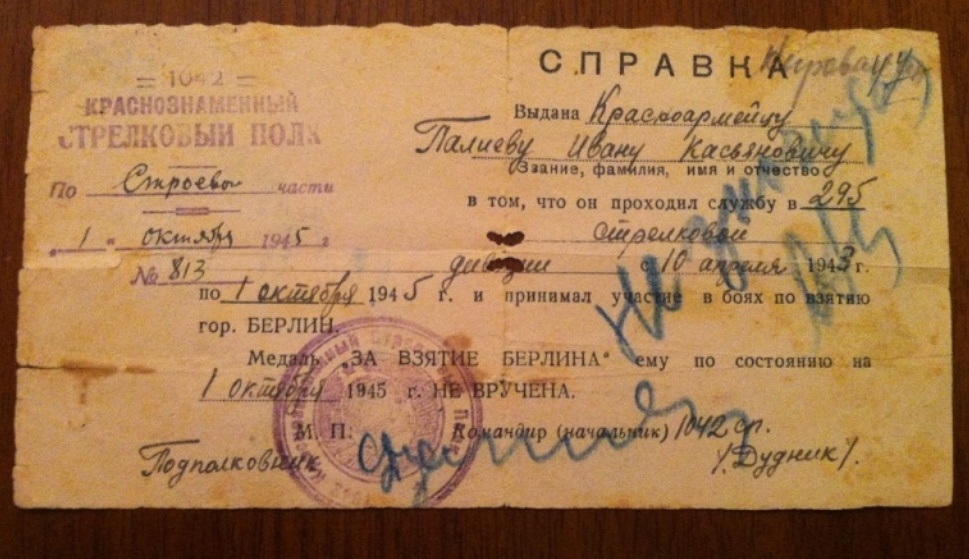 = 1042 =
КРАСНОЗНАМЕННЫЙ
СТРЕЛКОВЫЙ ПОЛК
По Строевой части
„1" октября 1945 г
№ 813
СПРАВКА
Выдана Красноармейцу
Палиеву Ивану Касьяновичу
Звание, фамилия, имя и отчество
в том, что он проходил службу в 295
стрелковой
дивизии с 10 апреля 1943 г.
по 1 октября 1945 г. и принимал участие в боях по взятию
гор. БЕРЛИН.
Медаль „ЗА ВЗЯТИЕ БЕРЛИНА" ему по состоянию на
1 октября 1945 г. НЕ ВРУЧЕНА.
М. П. Командир (начальник) 1042 сп.
Подполковник /Дудник/.